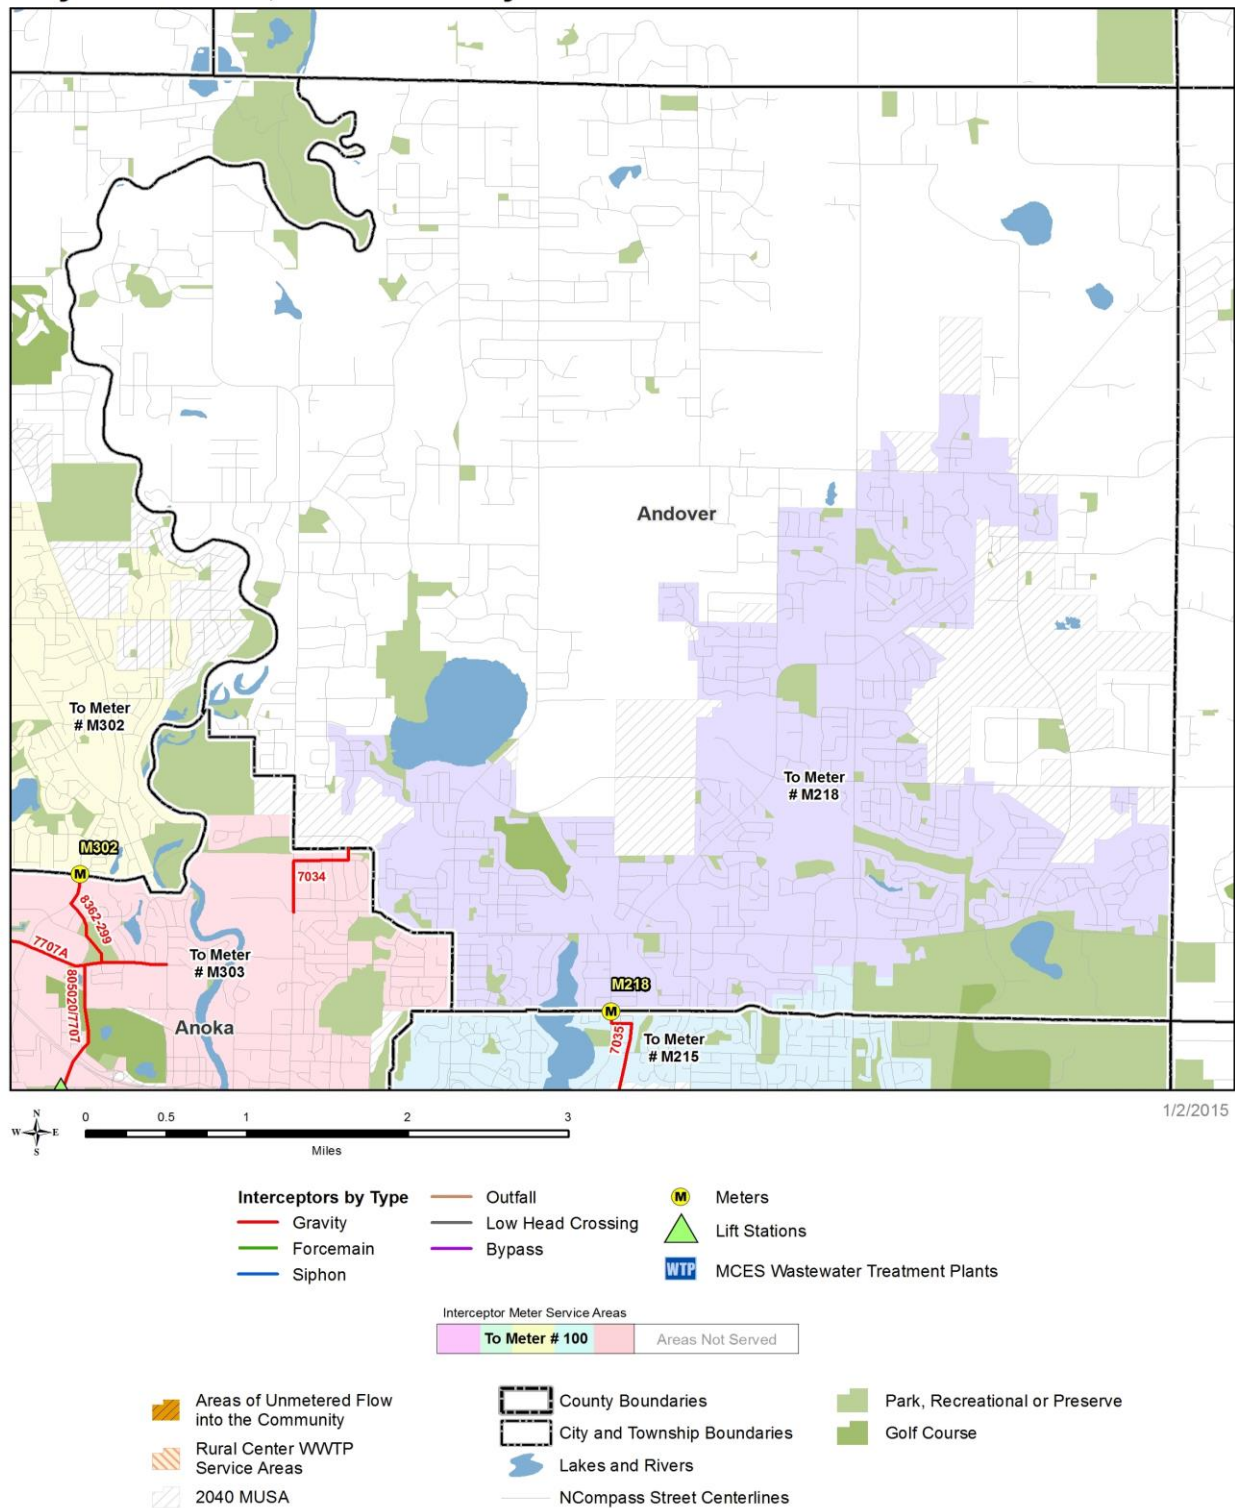 Andover
To Meter
# M302
To Meter
# M218
M302
7034
8362-299
7707A
To Meter
# M303
805020/7707
Anoka
M218
7035
To Meter
# M215
1/2/2015
N
W E
S
0 0.5 1 2 3
Miles
Interceptors by Type
Gravity
Forcemain
Siphon
Outfall
Low Head Crossing
Bypass
M Meters
Lift Stations
WTP MCES Wastewater Treatment Plants
Interceptor Meter Service Areas
To Meter # 100 Areas Not Served
Areas of Unmetered Flow
into the Community
Rural Center WWTP
Service Areas
2040 MUSA
County Boundaries
City and Township Boundaries
Lakes and Rivers
NCompass Street Centerlines
Park, Recreational or Preserve
Golf Course